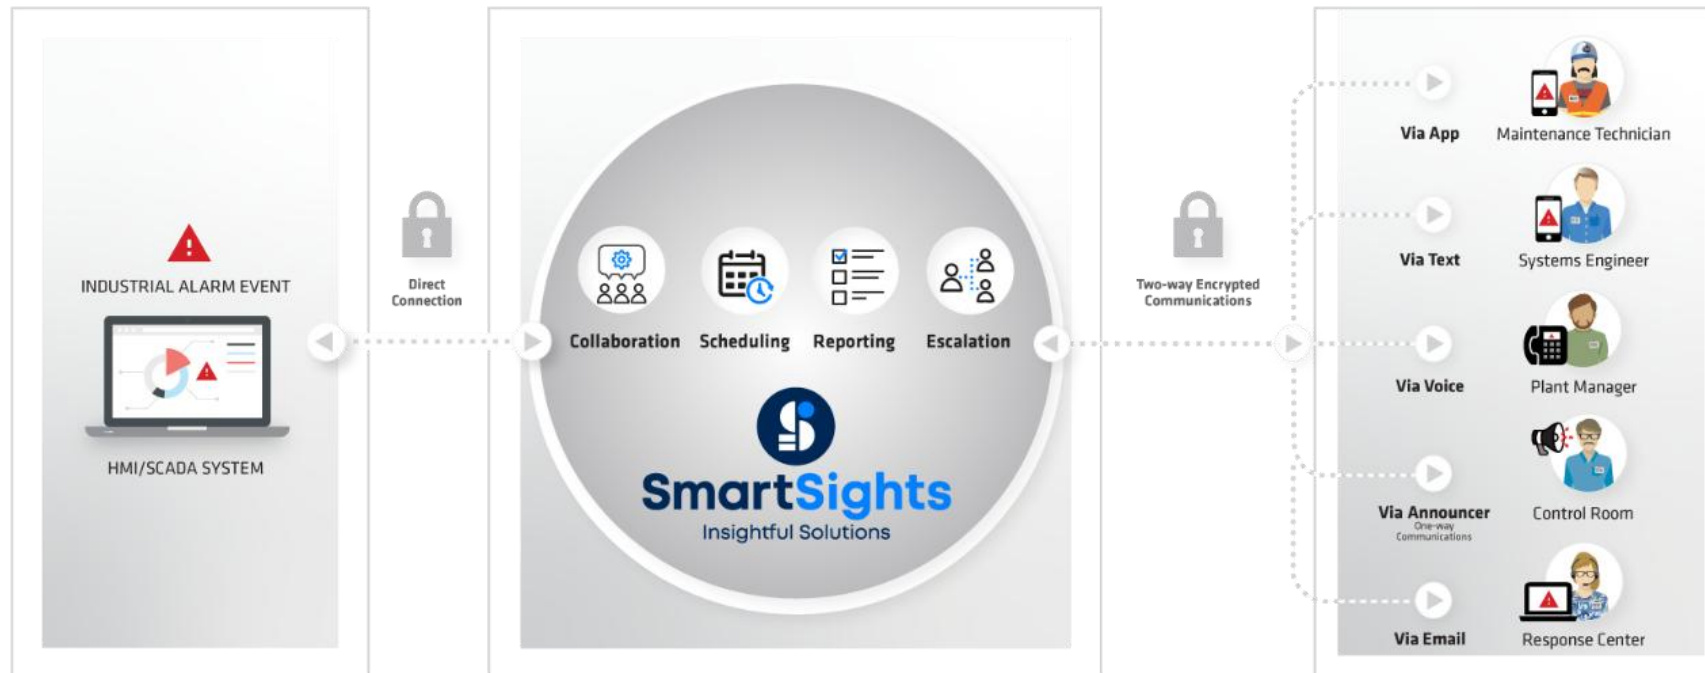 INDUSTRIAL ALARM EVENT
HMI/SCADA SYSTEM
Direct
Connection
Collaboration
Scheduling
Reporting
Escalation
SmartSights
Insightful Solutions
Two-way Encrypted
Communications
Via App
Maintenance Technician
Via Text
Systems Engineer
Via Voice
Plant Manager
Via Announcer
One-way
Communications
Control Room
Via Email
Response Center